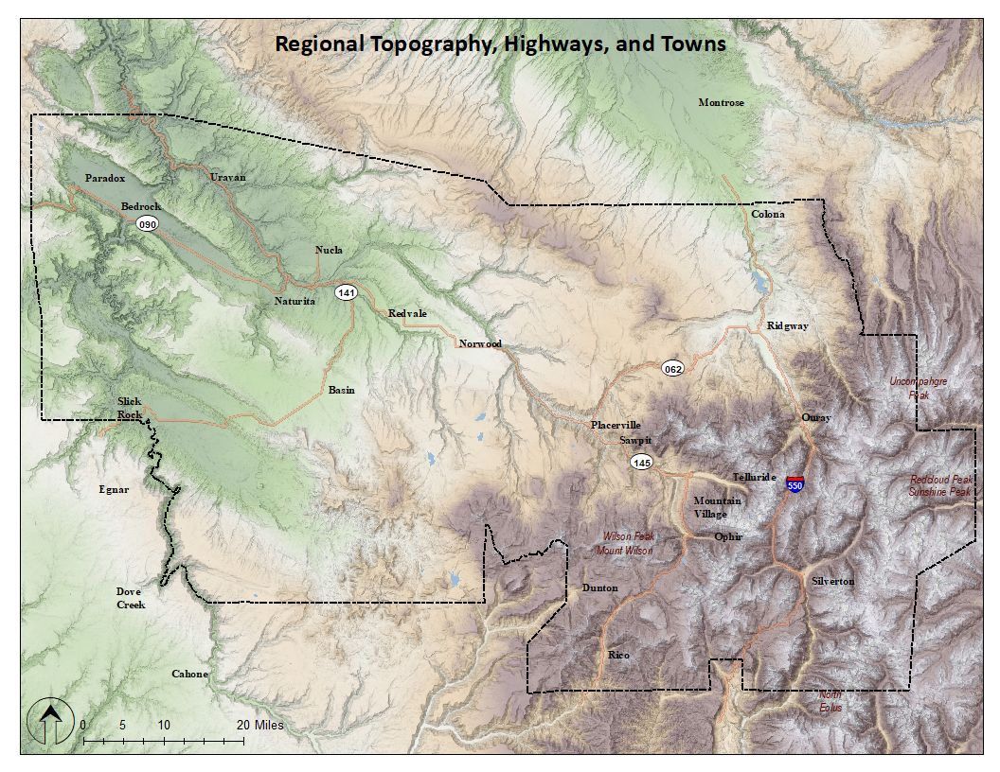 Regional Topography, Highways, and Towns
Montrose
Paradox
Uravan
Bedrock
090
Colona
Nucla
141
Naturita
Redvale
Ridgway
Norwood
062
Uncompahgre
Peak
Basin
Slick
Rock
Ouray
Placerville
Sawpit
145
Telluride
550
Redcloud Peak
Sunshine Peak
Egnar
Mountain
Village
Wilson Peak
Mount Wilson
Ophir
Dove
Creek
Dunton
Silverton
Rico
Cahone
North
Eolus
0 5 10 20 Miles